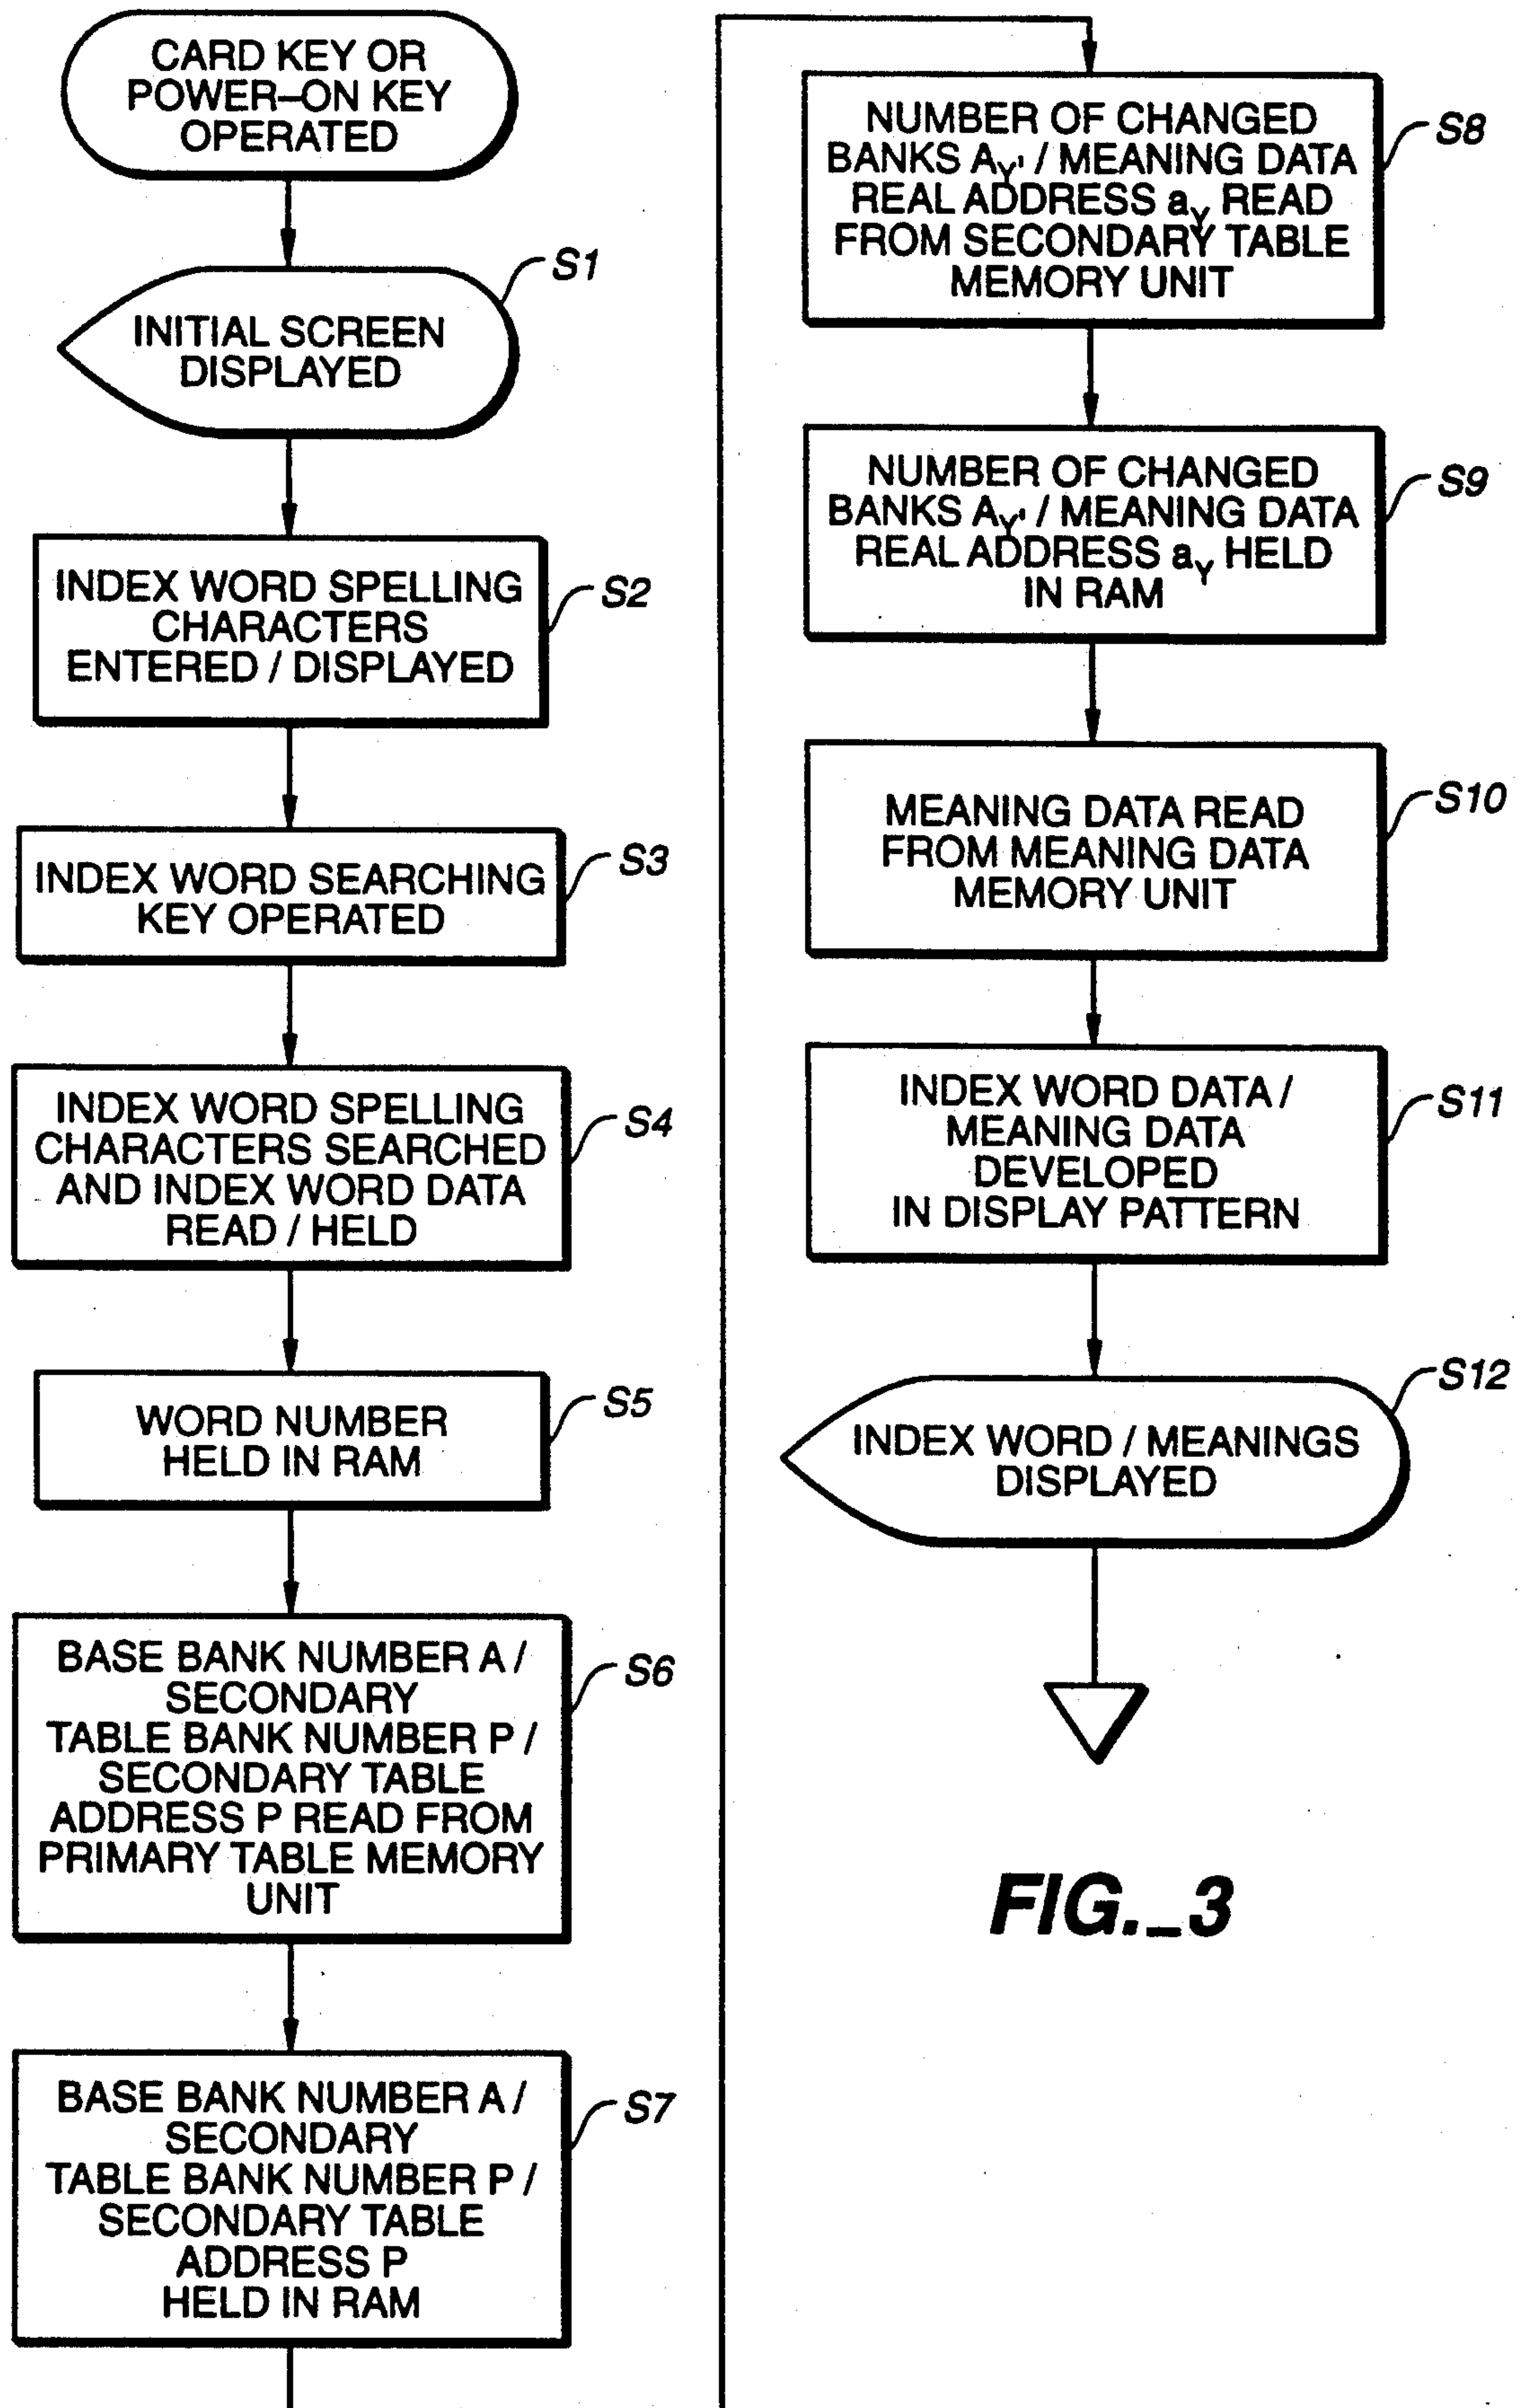 CARD KEY OR
POWER–ON KEY
OPERATED
S1
INITIAL SCREEN
DISPLAYED
S2
INDEX WORD SPELLING
CHARACTERS
ENTERED / DISPLAYED
S3
INDEX WORD SEARCHING
KEY OPERATED
S4
INDEX WORD SPELLING
CHARACTERS SEARCHED
AND INDEX WORD DATA
READ / HELD
S5
WORD NUMBER
HELD IN RAM
S6
BASE BANK NUMBER A /
SECONDARY
TABLE BANK NUMBER P /
SECONDARY TABLE
ADDRESS P READ FROM
PRIMARY TABLE MEMORY
UNIT
S7
BASE BANK NUMBER A /
SECONDARY
TABLE BANK NUMBER P /
SECONDARY TABLE
ADDRESS P
HELD IN RAM
S8
NUMBER OF CHANGED
BANKS AY' / MEANING DATA
REAL ADDRESS aY READ
FROM SECONDARY TABLE
MEMORY UNIT
S9
NUMBER OF CHANGED
BANKS AY' / MEANING DATA
REAL ADDRESS aY HELD
IN RAM
S10
MEANING DATA READ
FROM MEANING DATA
MEMORY UNIT
S11
INDEX WORD DATA /
MEANING DATA
DEVELOPED
IN DISPLAY PATTERN
S12
INDEX WORD / MEANINGS
DISPLAYED
FIG._3